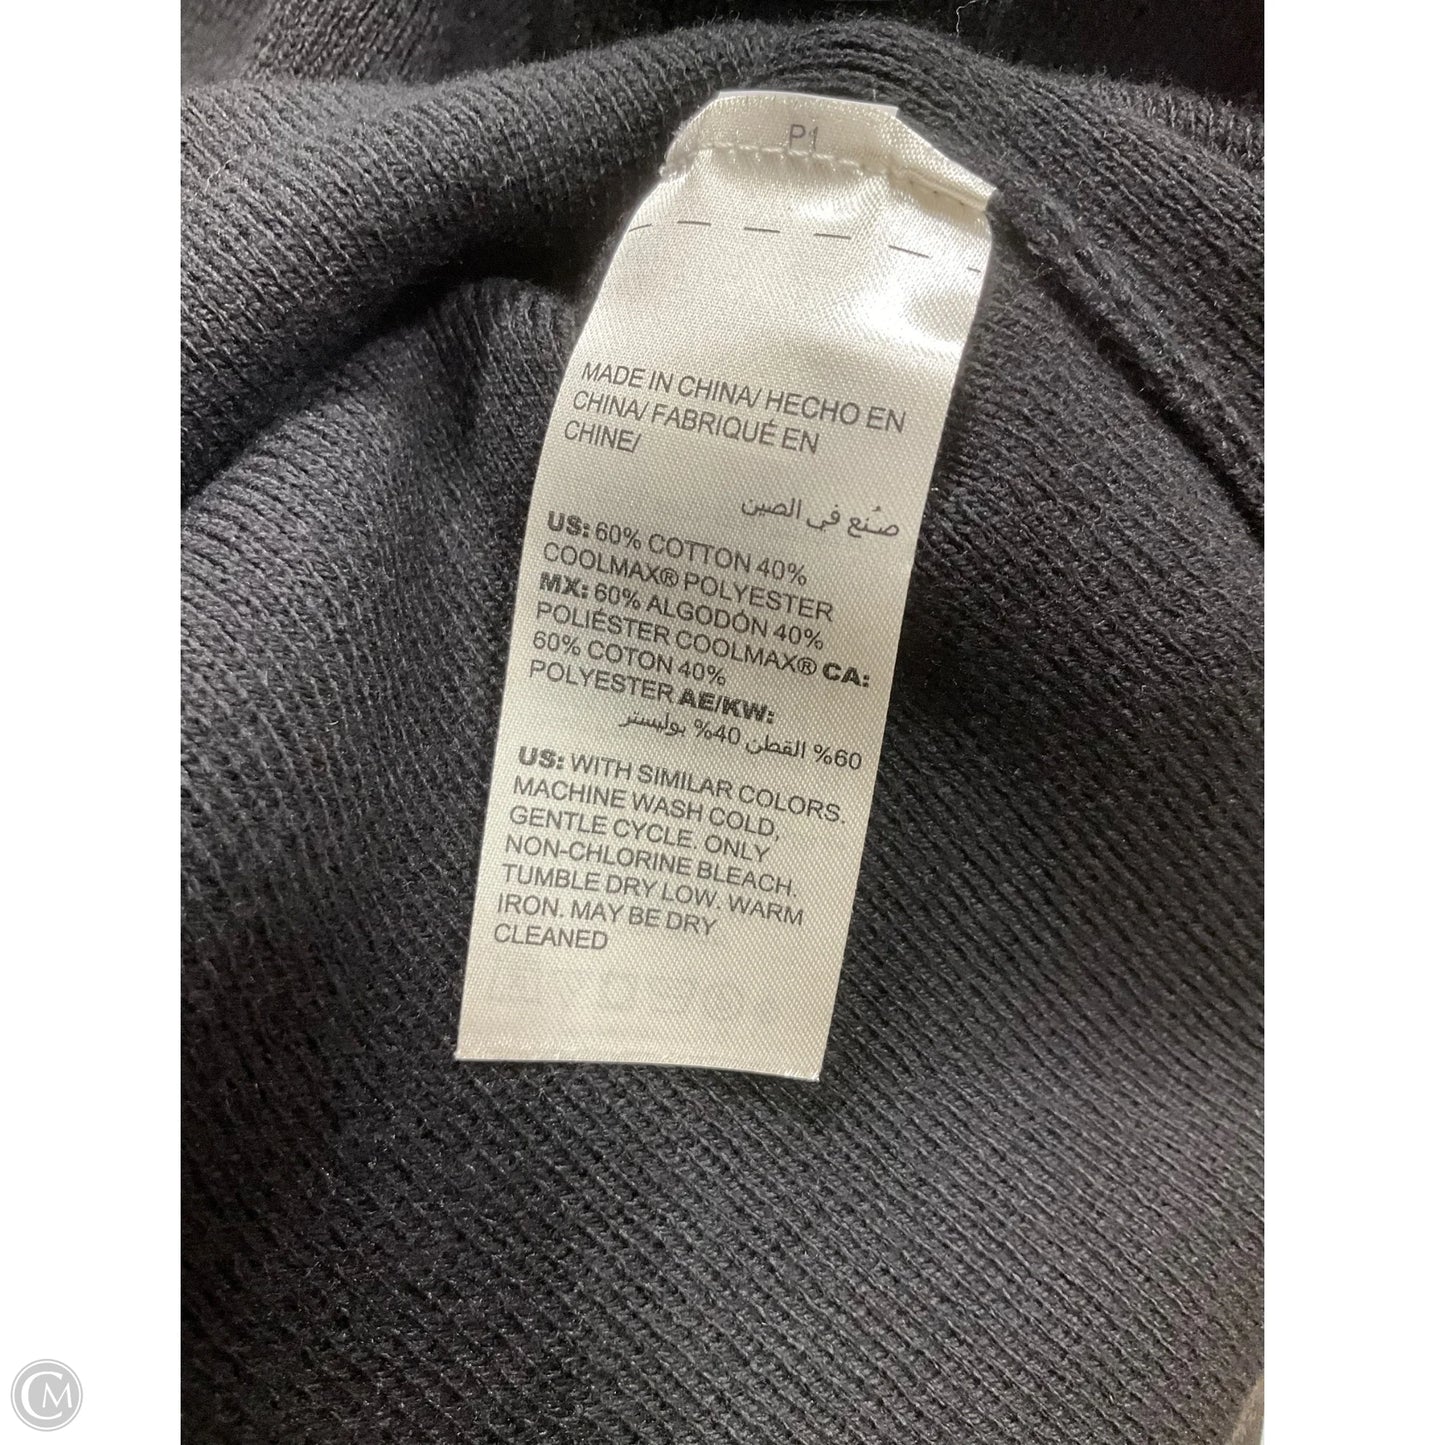 P1
MADE IN CHINA/ HECHO EN
CHINA/ FABRIQUÉ EN
CHINE/
صُنع في الصين
US: 60% COTTON 40%
COOLMAX® POLYESTER
MX: 60% ALGODÓN 40%
POLIÉSTER COOLMAX® CA:
60% COTON 40%
POLYESTER AE/KW:
60% القطن 40% بوليستر
US: WITH SIMILAR COLORS.
MACHINE WASH COLD,
GENTLE CYCLE. ONLY
NON-CHLORINE BLEACH.
TUMBLE DRY LOW. WARM
IRON. MAY BE DRY
CLEANED
CM